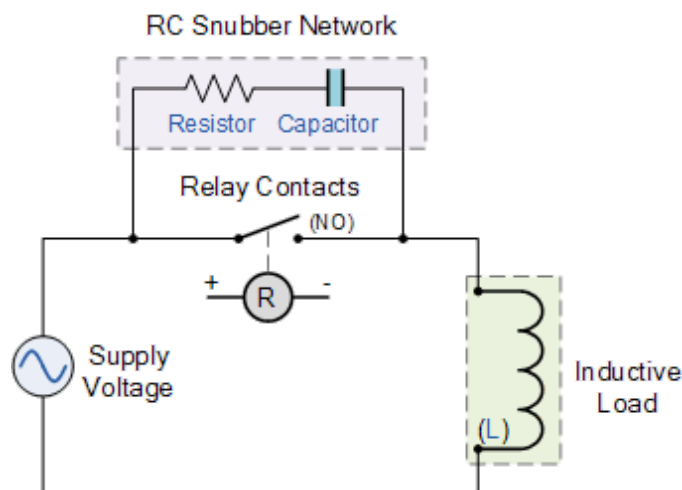 RC Snubber Network
Resistor
Capacitor
Relay Contacts
(NO)
+
R
-
Supply
Voltage
Inductive
Load
(L)